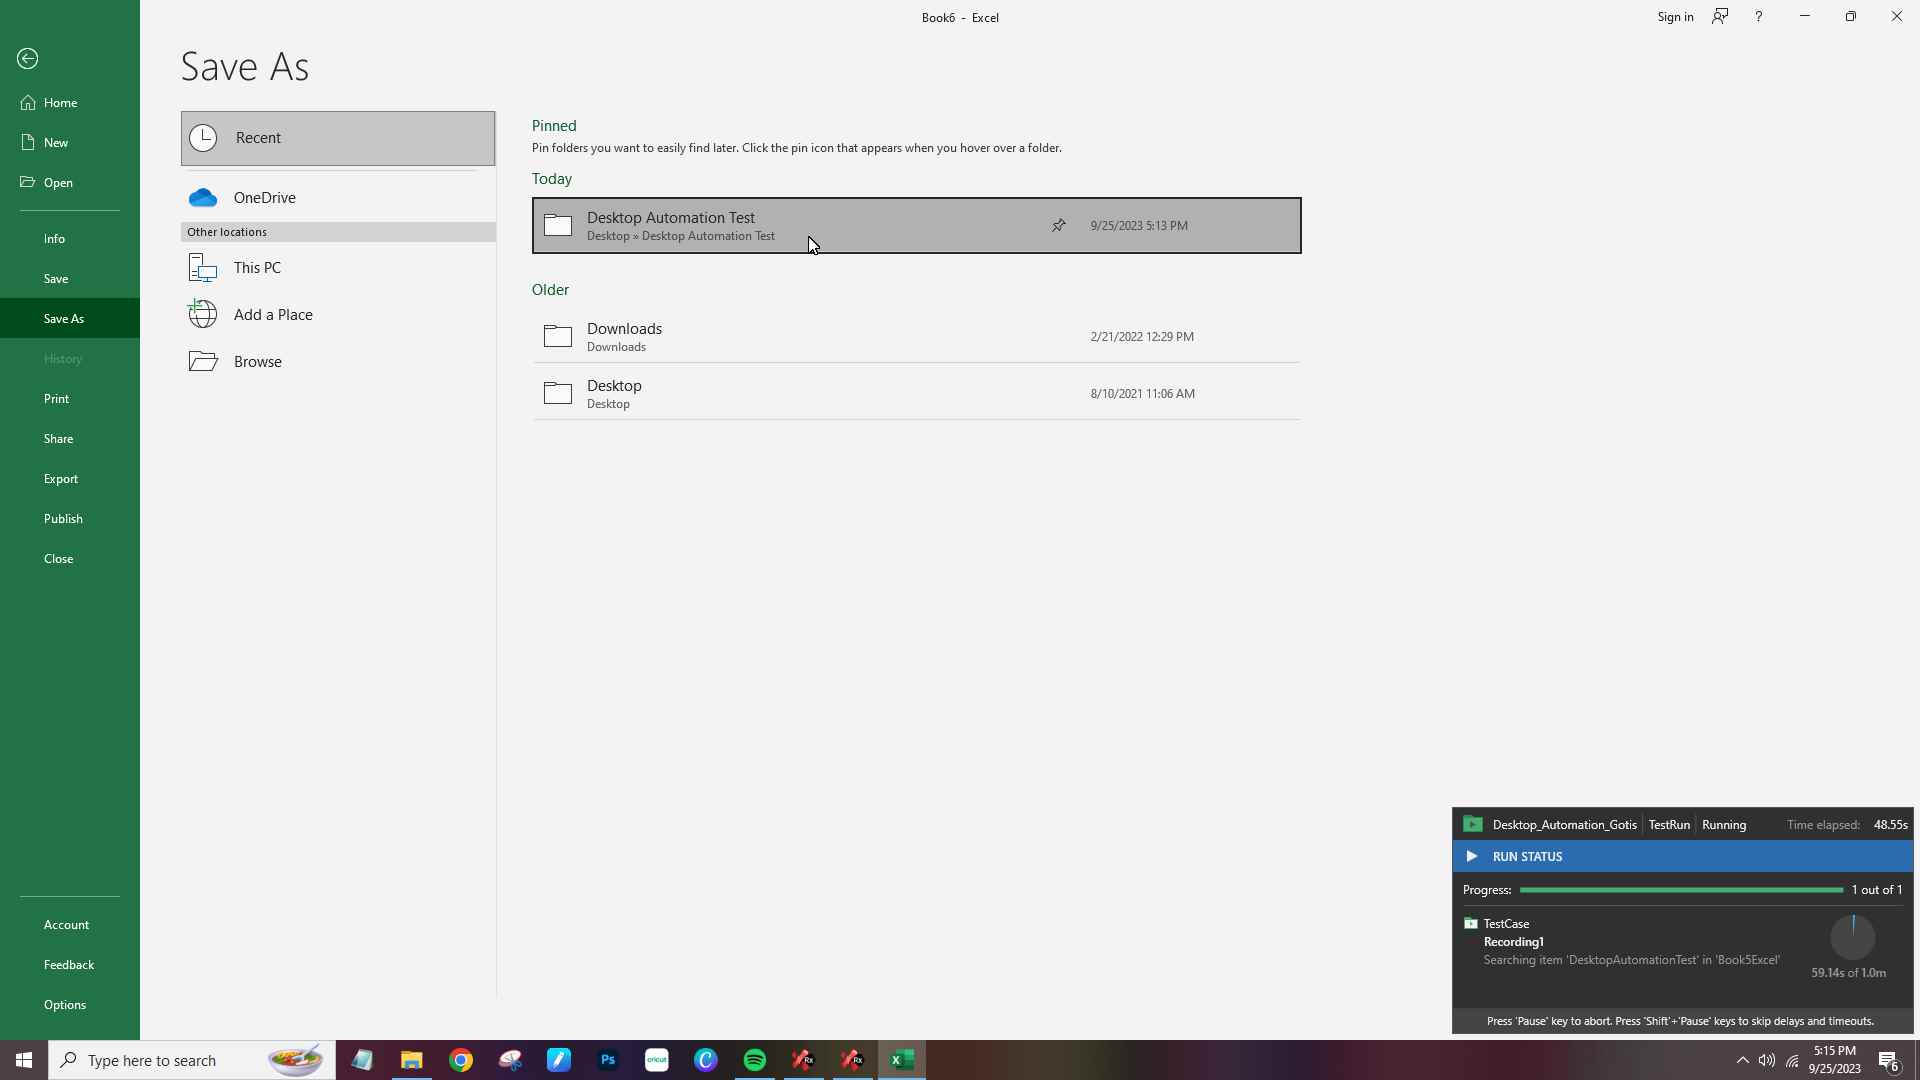 Book6 - Excel
Sign in
?
Save As
Home
New
Open
Info
Save
Save As
History
Print
Share
Export
Publish
Close
Account
Feedback
Options
Recent
OneDrive
Other locations
This PC
Add a Place
Browse
Pinned
Pin folders you want to easily find later. Click the pin icon that appears when you hover over a folder.
Today
Desktop Automation Test
Desktop » Desktop Automation Test
9/25/2023 5:13 PM
Older
Downloads
Downloads
2/21/2022 12:29 PM
Desktop
Desktop
8/10/2021 11:06 AM
Desktop_Automation_Gotis TestRun Running Time elapsed: 48.55s
RUN STATUS
Progress: 1 out of 1
TestCase
Recording1
Searching item 'DesktopAutomationTest' in 'Book5Excel'
59.14s of 1.0m
Press 'Pause' key to abort. Press 'Shift'+'Pause' keys to skip delays and timeouts.
Type here to search
Ps
cricut
C
Rx
Rx
X
5:15 PM
9/25/2023
6